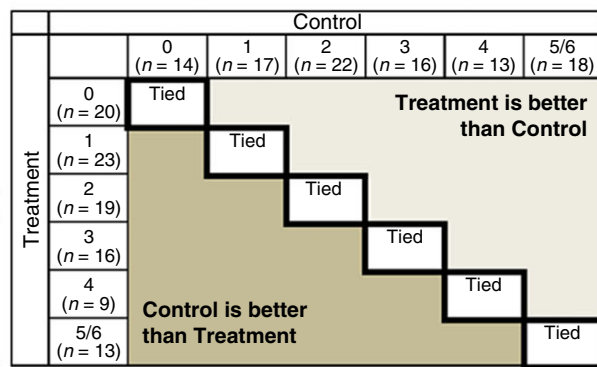 Control
0 1 2 3 4 5/6
(n = 14) (n = 17) (n = 22) (n = 16) (n = 13) (n = 18)
Treatment
0
(n = 20)
Tied
Treatment is better
than Control
1
(n = 23)
Tied
2
(n = 19)
Tied
3
(n = 16)
Tied
4
(n = 9)
Tied
Control is better
than Treatment
5/6
(n = 13)
Tied